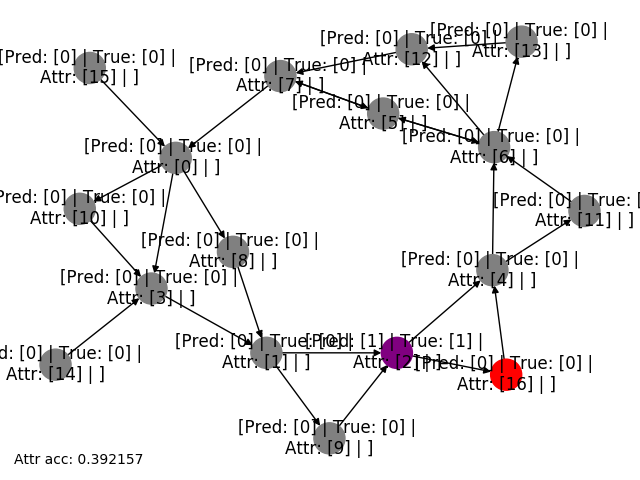 [Pred: [0] | True: [0] |
Attr: [13] | ]
[Pred: [0] | True: [0] |
Attr: [12] | ]
[Pred: [0] | True: [0] |
Attr: [15] | ]
[Pred: [0] | True: [0] |
Attr: [7] | ]
[Pred: [0] | True: [0] |
Attr: [5] | ]
[Pred: [0] | True: [0] |
Attr: [6] | ]
[Pred: [0] | True: [0] |
Attr: [0] | ]
Pred: [0] | True: [0] |
Attr: [10] | ]
[Pred: [0] | True: [
Attr: [11] | ]
[Pred: [0] | True: [0] |
Attr: [8] | ]
[Pred: [0] | True: [0] |
Attr: [4] | ]
[Pred: [0] | True: [0] |
Attr: [3] | ]
[Pred: [0] | True: [0] |
Attr: [1] | ]
[Pred: [1] | True: [1] |
Attr: [2] | ]
d: [0] | True: [0] |
Attr: [14] | ]
[Pred: [0] | True: [0] |
Attr: [16] | ]
[Pred: [0] | True: [0] |
Attr: [9] | ]
Attr acc: 0.392157